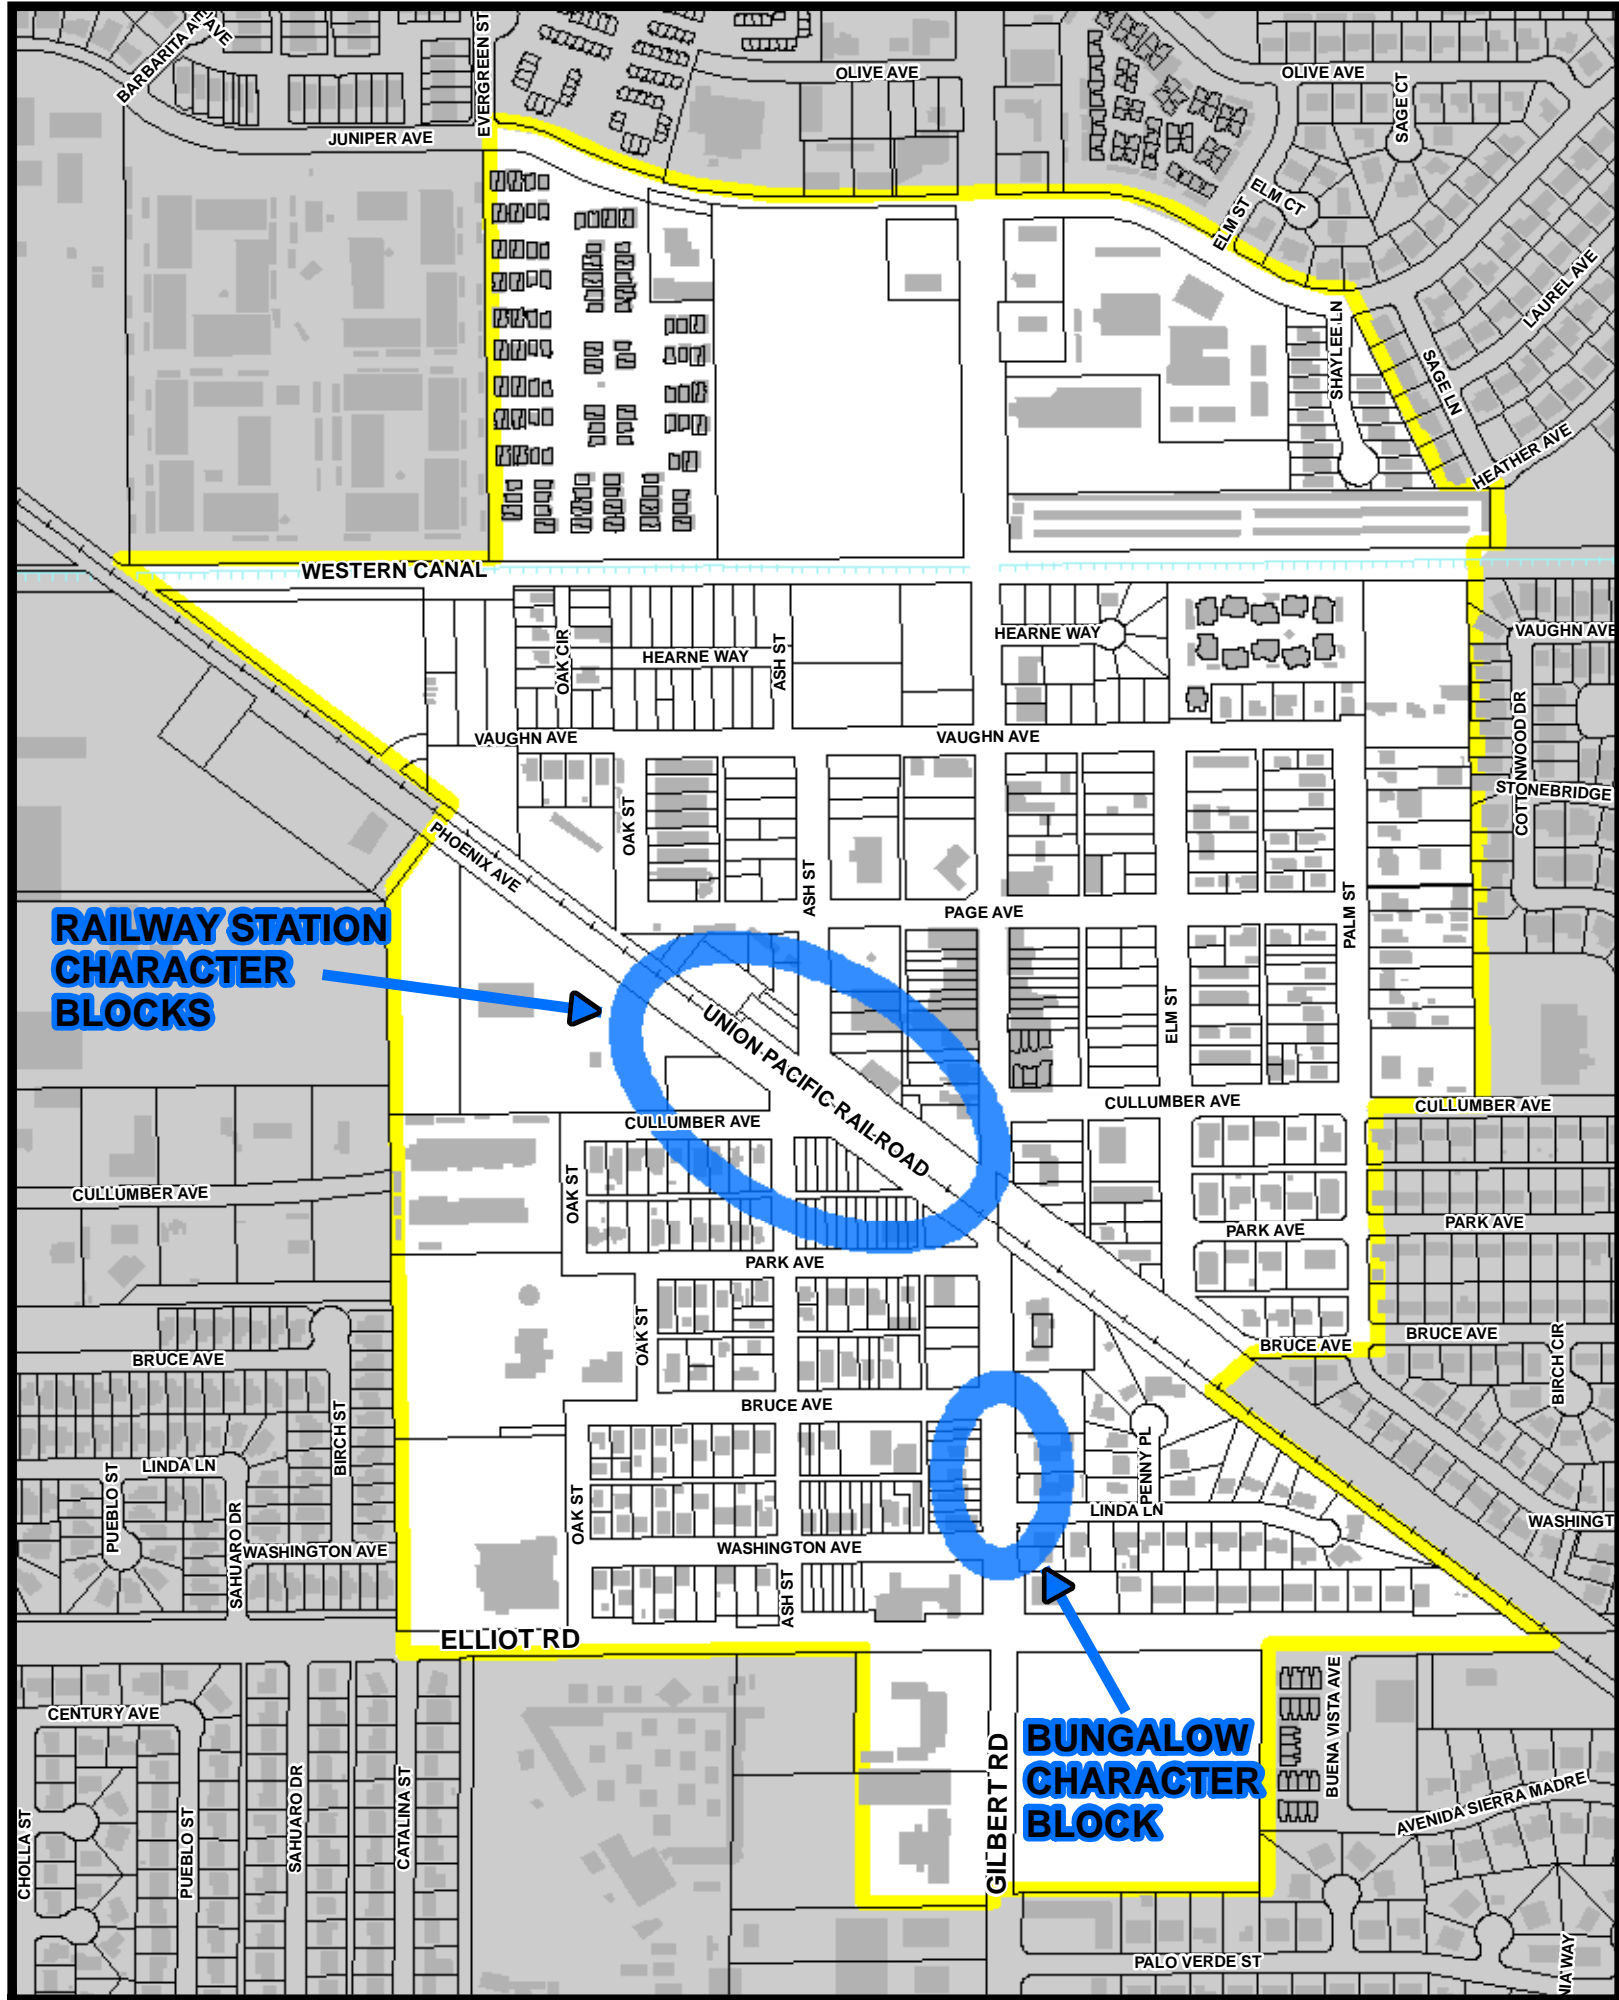 BARBARITA AVE
AVE
EVERGREEN ST
OLIVE AVE
OLIVE AVE
SAGE CT
JUNIPER AVE
ELM CT
ELM ST
LAUREL AVE
SHAYLEE LN
SAGE LN
HEATHER AVE
WESTERN CANAL
OAK CIR
HEARNE WAY
ASH ST
HEARNE WAY
VAUGHN AVE
COTTONWOOD DR
VAUGHN AVE
VAUGHN AVE
STONEBRIDGE
PHOENIX AVE
OAK ST
ASH ST
PAGE AVE
PALM ST
RAILWAY STATION
CHARACTER
BLOCKS
UNION PACIFIC RAILROAD
ELM ST
CULLUMBER AVE
CULLUMBER AVE
CULLUMBER AVE
CULLUMBER AVE
OAK ST
PARK AVE
PARK AVE
PARK AVE
OAK ST
BRUCE AVE
BRUCE AVE
BRUCE AVE
BIRCH CIR
BRUCE AVE
BIRCH ST
LINDA LN
PUEBLO ST
SAHUARO DR
WASHINGTON AVE
OAK ST
PENNY PL
LINDA LN
WASHINGTON AVE
WASHINGT
ASH ST
ELLIOT RD
CENTURY AVE
CHOLLA ST
PUEBLO ST
SAHUARO DR
CATALINA ST
GILBERT RD
BUNGALOW
CHARACTER
BLOCK
BUENA VISTA AVE
AVENIDA SIERRA MADRE
PALO VERDE ST
NIA WAY